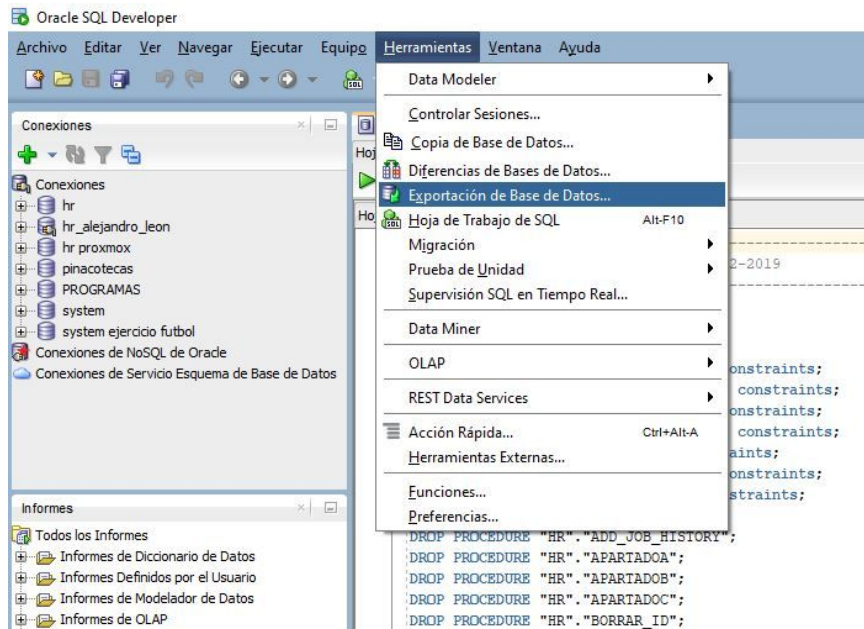 Oracle SQL Developer
Archivo Editar Ver Navegar Ejecutar Equipo Herramientas Ventana Ayuda
Data Modeler
Controlar Sesiones...
Copia de Base de Datos...
Diferencias de Bases de Datos...
Exportación de Base de Datos...
Hoja de Trabajo de SQL Alt-F10
Migración
Prueba de Unidad
Supervisión SQL en Tiempo Real...
Data Miner
OLAP
REST Data Services
Acción Rápida... Ctrl+Alt-A
Herramientas Externas...
Funciones...
Preferencias...
Conexiones
Conexiones
hr
hr_alejandro_leon
hr proxmox
pinacotecas
PROGRAMAS
system
system ejercicio futbol
Conexiones de NoSQL de Oracle
Conexiones de Servicio Esquema de Base de Datos
Informes
Todos los Informes
Informes de Diccionario de Datos
Informes Definidos por el Usuario
Informes de Modelador de Datos
Informes de OLAP
Hoj
Ho
2-2019
onstraints;
constraints;
onstraints;
constraints;
aints;
onstraints;
straints;
DROP PROCEDURE "HR"."ADD_JOB_HISTORY";
DROP PROCEDURE "HR"."APARTADOA";
DROP PROCEDURE "HR"."APARTADOB";
DROP PROCEDURE "HR"."APARTADOC";
DROP PROCEDURE "HR"."BORRAR_ID";